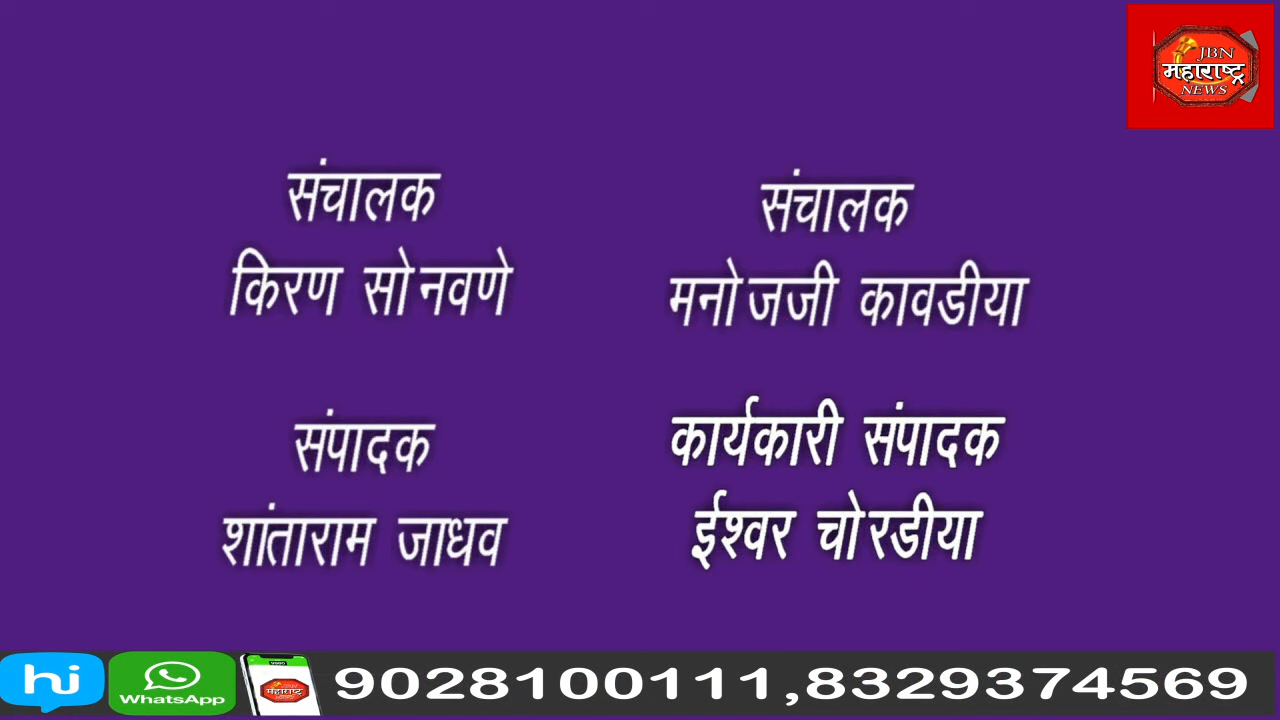 JBN
महाराष्ट्र
NEWS
संचालक
किरण सोनवणे
संचालक
मनोजजी कावडीया
संपादक
शांताराम जाधव
कार्यकारी संपादक
ईश्वर चोरडीया
hi
WhatsApp
महाराष्ट्र
9028100111,8329374569